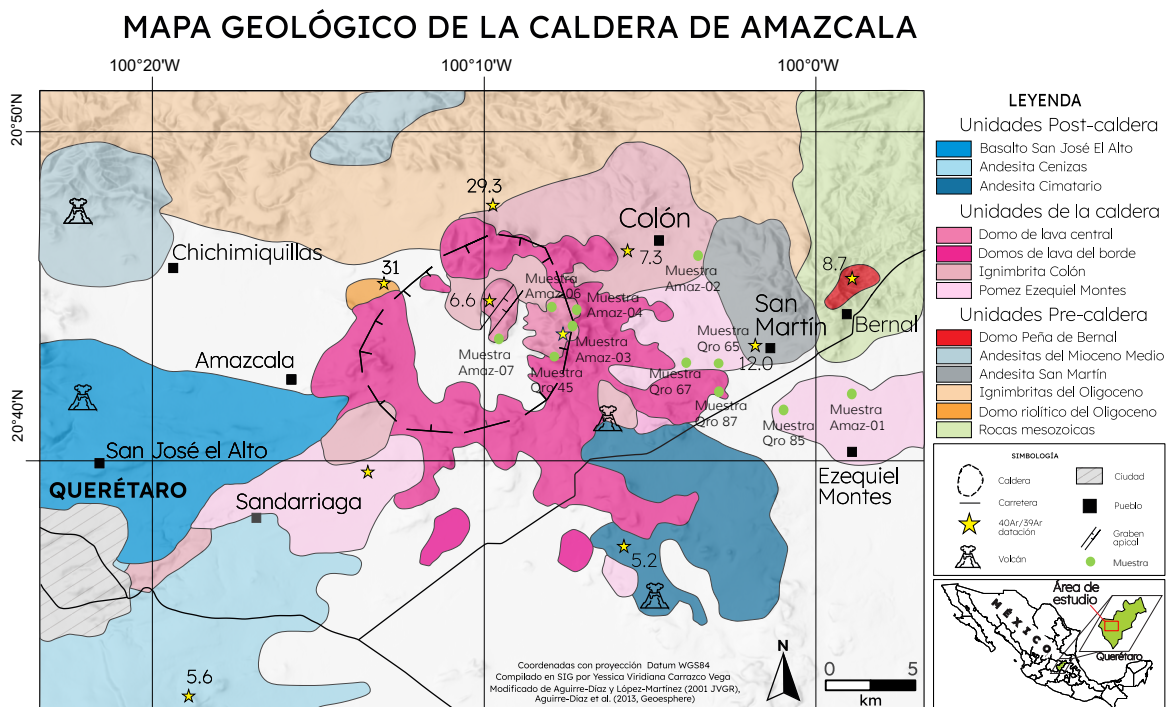 MAPA GEOLÓGICO DE LA CALDERA DE AMAZCALA
100°20W
100°10W
100°0W
20°50N
20°40N
29.3
Colón
Chichimiquillas
7.3
Muestra
Amaz-02
31
8.7
Muestra
Amaz-06
6.6
Muestra
Amaz-04
San
Martín
Bernal
Muestra
Qro 65
12.0
Muestra
Amaz-03
Muestra
Amaz-07
Amazcala
Muestra
Qro 45
Muestra
Qro 67
Muestra
Qro 87
Muestra
Qro 85
Muestra
Amaz-01
San José el Alto
QUERÉTARO
Sandarriaga
Ezequiel
Montes
5.2
5.6
Coordenadas con proyección Datum WGS84
Compilado en SIG por Yessica Viridiana Carrazco Vega
Modificado de Aguirre-Díaz y López-Martínez (2001 JVGR),
Aguirre-Díaz et al. (2013, Geoesphere)
N
0
5
km
LEYENDA
Unidades Post-caldera
Basalto San José El Alto
Andesita Cenizas
Andesita Cimatario
Unidades de la caldera
Domo de lava central
Domos de lava del borde
Ignimbrita Colón
Pomez Ezequiel Montes
Unidades Pre-caldera
Domo Peña de Bernal
Andesitas del Mioceno Medio
Andesita San Martín
Ignimbritas del Oligoceno
Domo riolítico del Oligoceno
Rocas mesozoicas
SIMBOLOGÍA
Caldera
Ciudad
Carretera
Pueblo
40Ar/39Ar
datación
Graben
apical
Volcán
Muestra
Área de
estudio
MÉXICO
Querétaro